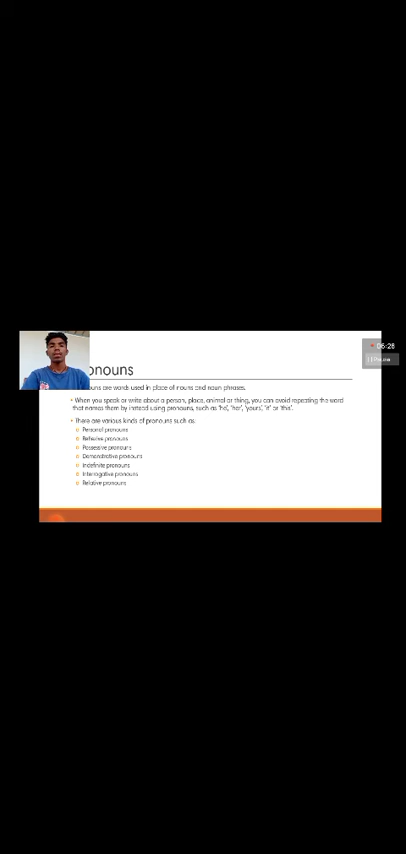 onouns
ouns are words used in place of nouns and noun phrases.
• When you speak or write about a person, place, animal or thing, you can avoid repeating the word
that names them by instead using pronouns, such as 'he', 'her', 'yours', 'it' or 'this'.
• There are various kinds of pronouns such as:
Personal pronouns
Reflexive pronouns
Possessive pronouns
Demonstrative pronouns
Indefinite pronouns
Interrogative pronouns
Relative pronouns
06:28
Pause